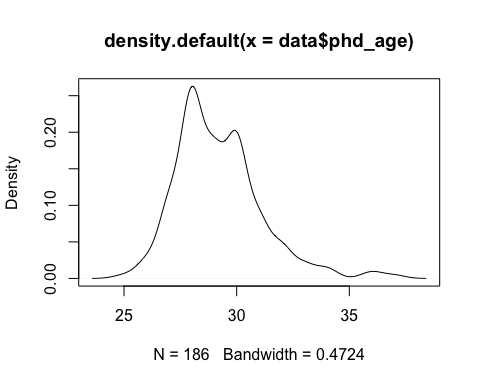 density.default(x = data$phd_age)
Density
0.20
0.10
0.00
25 30 35
N = 186 Bandwidth = 0.4724